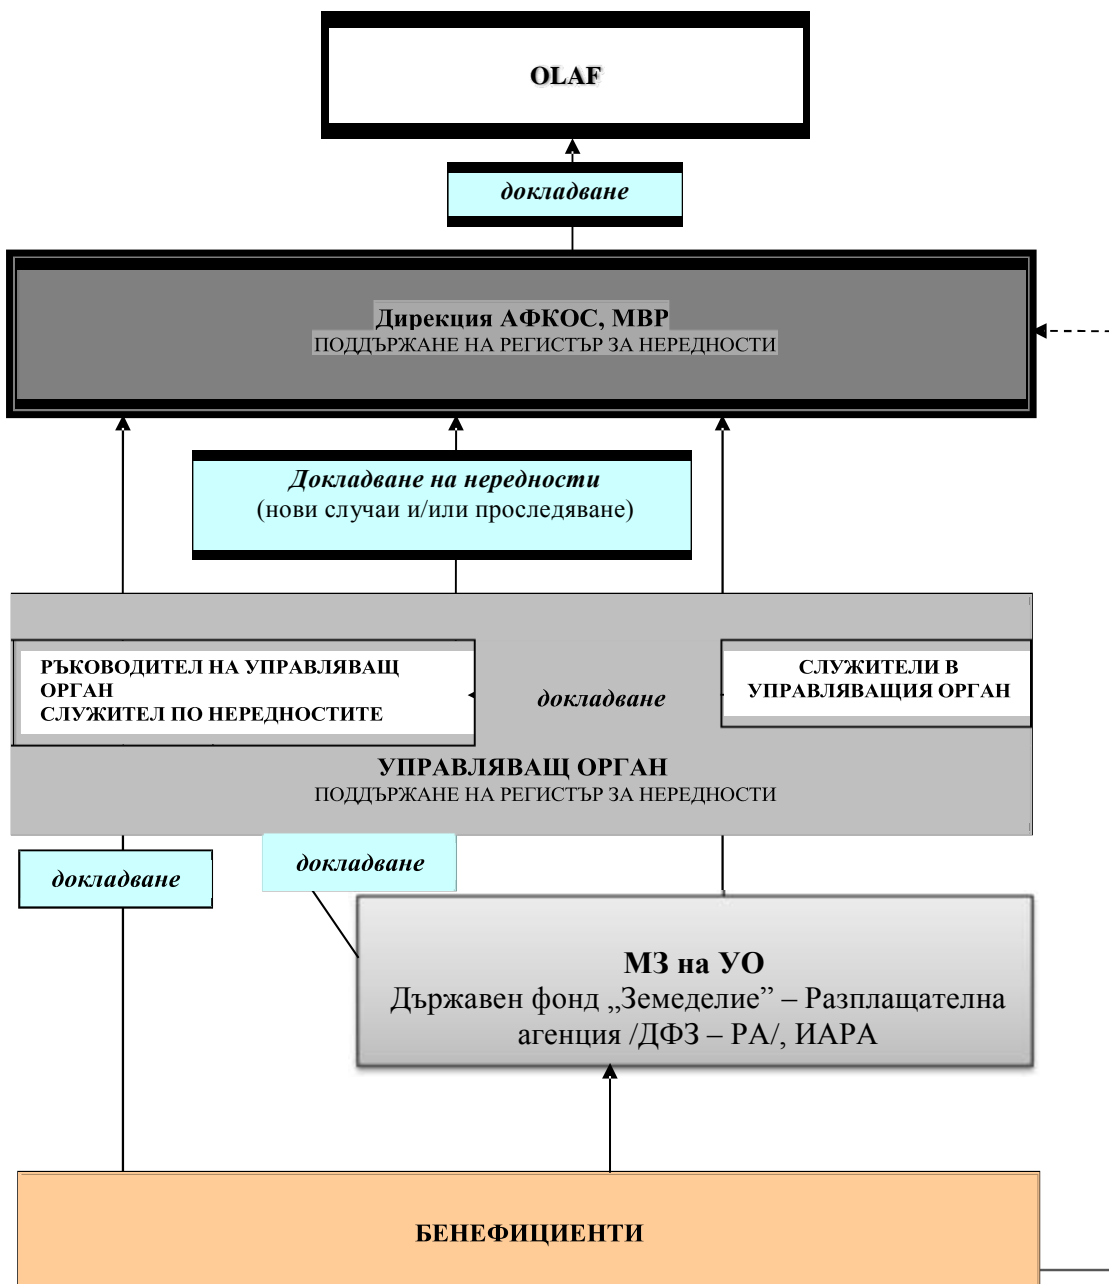 OLAF
докладване
Дирекция АФКОС, МВР
ПОДДЪРЖАНЕ НА РЕГИСТЪР ЗА НЕРЕДНОСТИ
Докладване на нередности
(нови случаи и/или проследяване)
РЪКОВОДИТЕЛ НА УПРАВЛЯВАЩ
ОРГАН
СЛУЖИТЕЛ ПО НЕРЕДНОСТИТЕ
докладване
СЛУЖИТЕЛИ В
УПРАВЛЯВАЩИЯ ОРГАН
УПРАВЛЯВАЩ ОРГАН
ПОДДЪРЖАНЕ НА РЕГИСТЪР ЗА НЕРЕДНОСТИ
докладване
докладване
МЗ на УО
Държавен фонд „Земеделие” – Разплащателна
агенция /ДФЗ – РА/, ИАРА
БЕНЕФИЦИЕНТИ